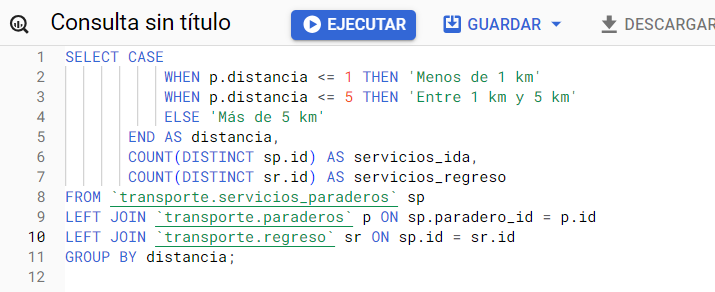 Consulta sin título EJECUTAR GUARDAR DESCARGAR
1 SELECT CASE
2 WHEN p.distancia <= 1 THEN 'Menos de 1 km'
3 WHEN p.distancia <= 5 THEN 'Entre 1 km y 5 km'
4 ELSE 'Más de 5 km'
5 END AS distancia,
6 COUNT(DISTINCT sp.id) AS servicios_ida,
7 COUNT(DISTINCT sr.id) AS servicios_regreso
8 FROM `transporte.servicios_paraderos` sp
9 LEFT JOIN `transporte.paraderos` p ON sp.paradero_id = p.id
10 LEFT JOIN `transporte.regreso` sr ON sp.id = sr.id
11 GROUP BY distancia;
12